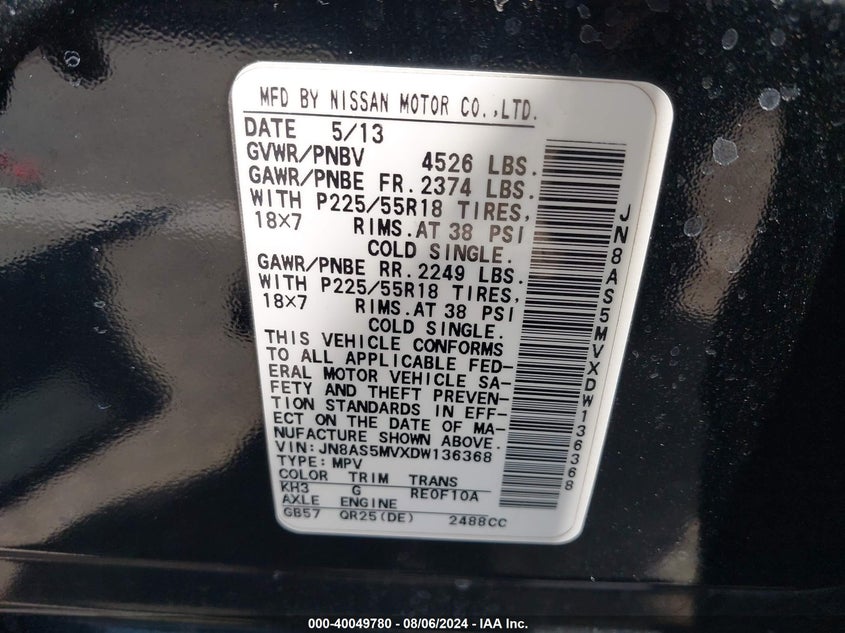 MFD BY NISSAN MOTOR CO.,LTD.
DATE 5/13
GVWR/PNBV 4526 LBS.
GAWR/PNBE FR. 2374 LBS.
WITH P225/55R18 TIRES,
18×7 RIMS.AT 38 PSI
COLD SINGLE.
GAWR/PNBE RR. 2249 LBS.
WITH P225/55R18 TIRES,
18×7 RIMS.AT 38 PSI
COLD SINGLE.
THIS VEHICLE CONFORMS
TO ALL APPLICABLE FED-
ERAL MOTOR VEHICLE SA-
FETY AND THEFT PREVEN-
TION STANDARDS IN EFF-
ECT ON THE DATE OF MA-
NUFACTURE SHOWN ABOVE.
VIN:JN8AS5MVXDW136368
TYPE:MPV
COLOR TRIM TRANS
KH3 G RE0F10A
AXLE ENGINE
GB57 QR25(DE) 2488CC
JN8AS5MVXDW136368
000-40049780 - 08/06/2024 - IAA Inc.